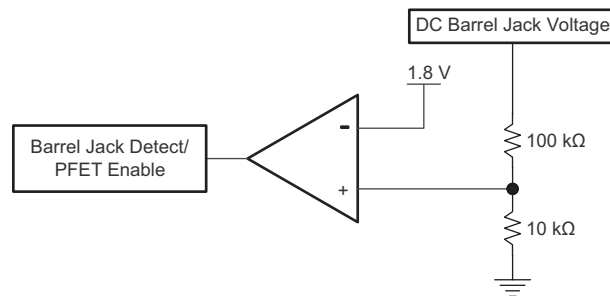 DC Barrel Jack Voltage
1.8 V
-
Barrel Jack Detect/
PFET Enable
100 kΩ
+
10 kΩ